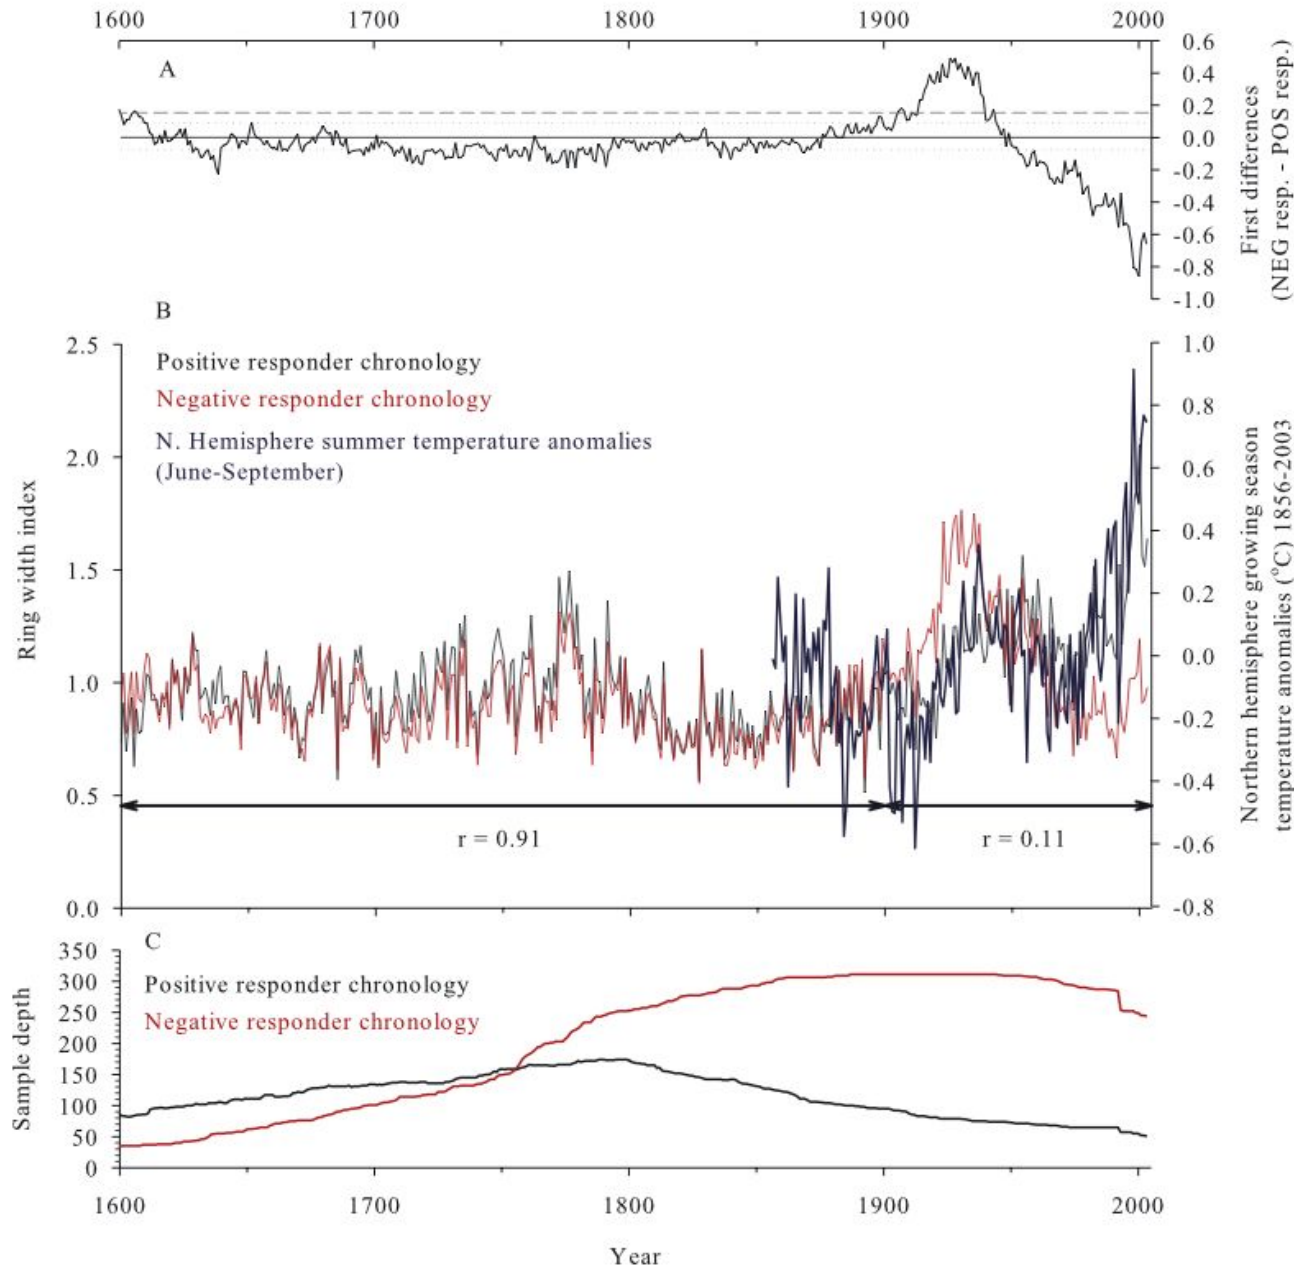 1600 1700 1800 1900 2000
A
0.6
0.4
0.2
0.0
-0.2
-0.4
-0.6
-0.8
-1.0
First differences
(NEG resp. - POS resp.)
B
Positive responder chronology
Negative responder chronology
N. Hemisphere summer temperature anomalies
(June-September)
2.5
2.0
1.5
1.0
0.5
0.0
Ring width index
r = 0.91
r = 0.11
1.0
0.8
0.6
0.4
0.2
0.0
-0.2
-0.4
-0.6
-0.8
Northern hemisphere growing season
temperature anomalies (°C) 1856-2003
C
Positive responder chronology
Negative responder chronology
350
300
250
200
150
100
50
0
Sample depth
1600 1700 1800 1900 2000
Year